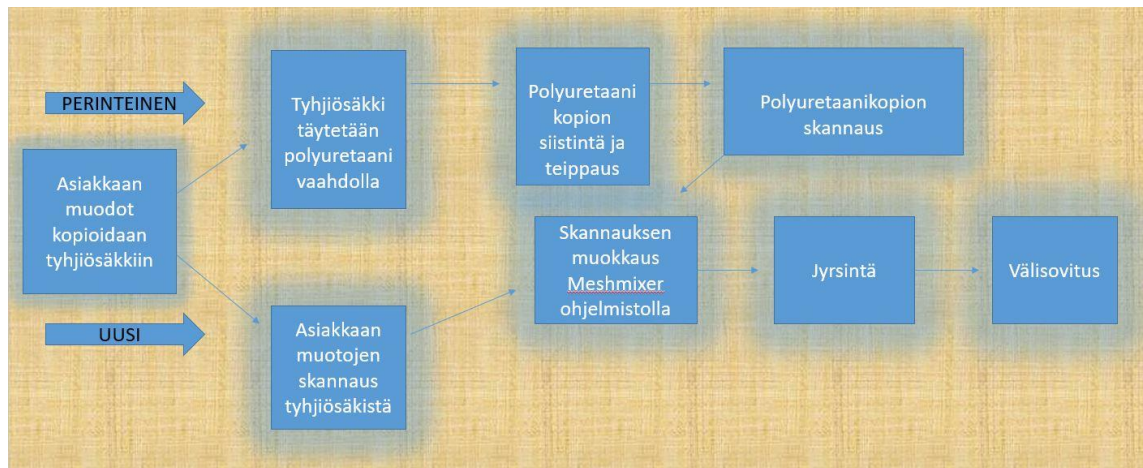 PERINTEINEN
Asiakkaan
muodot
kopioidaan
tyhjiösäkkiin
UUSI
Tyhjiösäkki
täytetään
polyuretaani
vaahdolla
Polyuretaani
kopion
siistintä ja
teippaus
Polyuretaanikopion
skannaus
Asiakkaan
muotojen
skannaus
tyhjiösäkistä
Skannauksen
muokkaus
Meshmixer
ohjelmistolla
Jyrsintä
Välisovitus